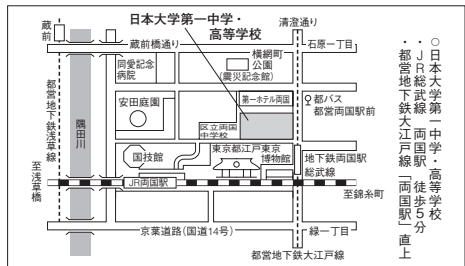 日本大学第一中学・
高等学校
清澄通り
蔵前
蔵前橋通り
石原一丁目
同愛記念
病院
横網町
公園
(震災記念館)
第一ホテル両国
都バス
都営両国駅前
安田庭園
区立両国
中学校
都営地下鉄浅草線
隅田川
国技館
東京都江戸東京
博物館
地下鉄両国駅
総武線
至浅草橋
JR両国駅
至錦糸町
京葉道路(国道14号)
緑一丁目
都営地下鉄大江戸線
○日本大学第一中学・高等学校
・JR総武線「両国駅」徒歩5分
・都営地下鉄大江戸線「両国駅」直上